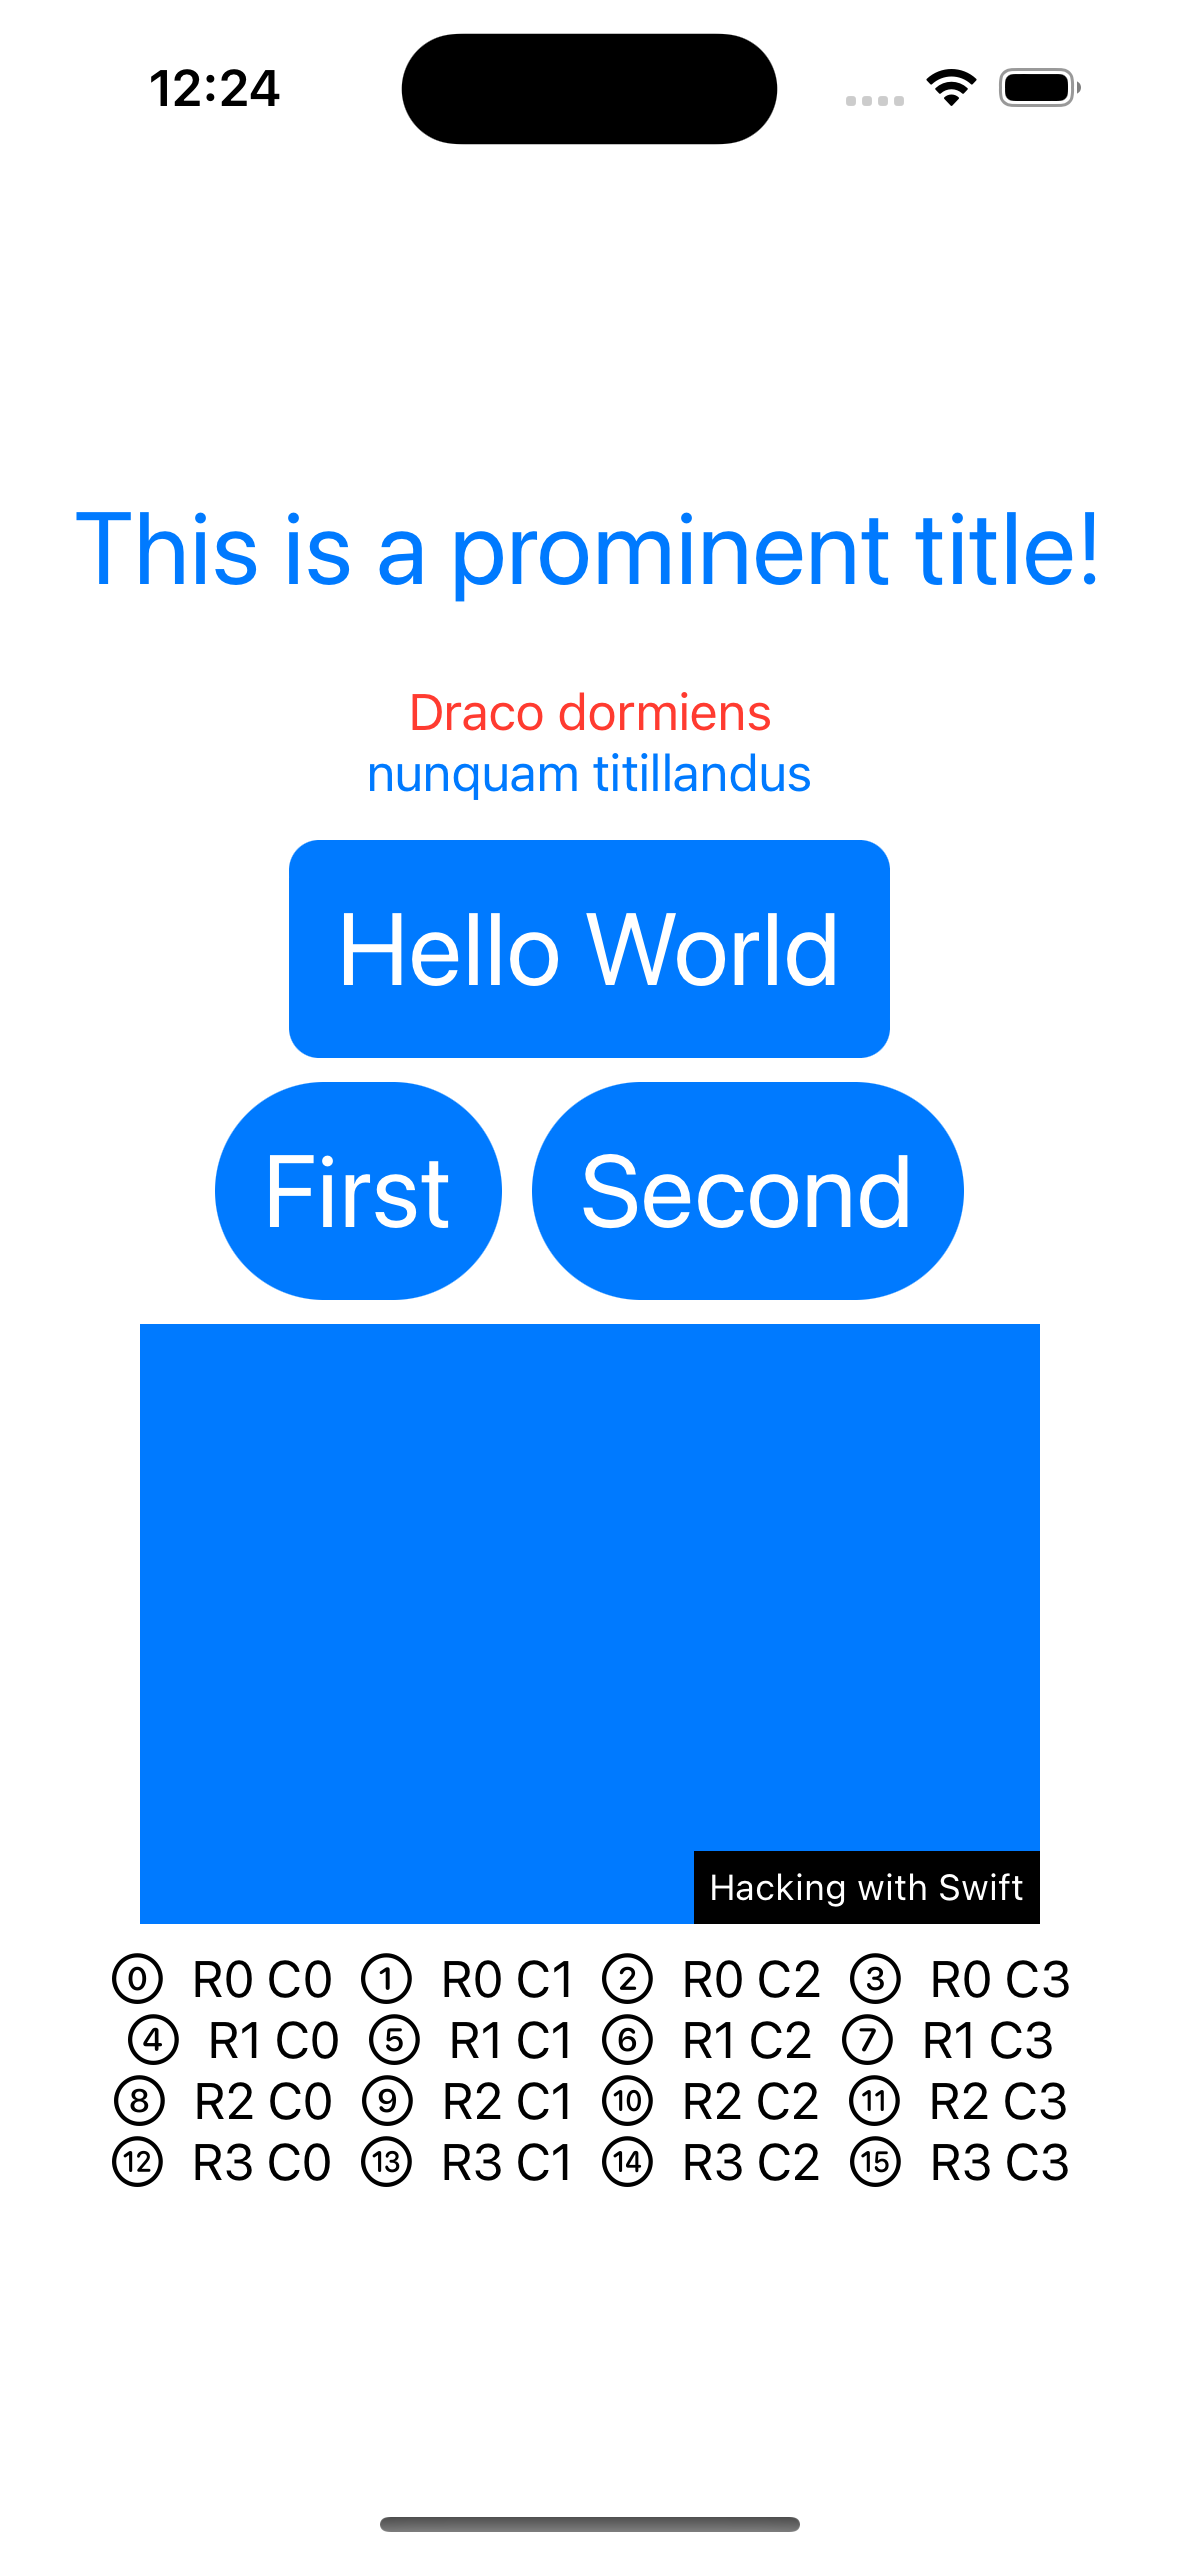 12:24
This is a prominent title!
Draco dormiens
nunquam titillandus
Hello World
First Second
Hacking with Swift
0 R0 C0 1 R0 C1 2 R0 C2 3 R0 C3
4 R1 C0 5 R1 C1 6 R1 C2 7 R1 C3
8 R2 C0 9 R2 C1 10 R2 C2 11 R2 C3
12 R3 C0 13 R3 C1 14 R3 C2 15 R3 C3